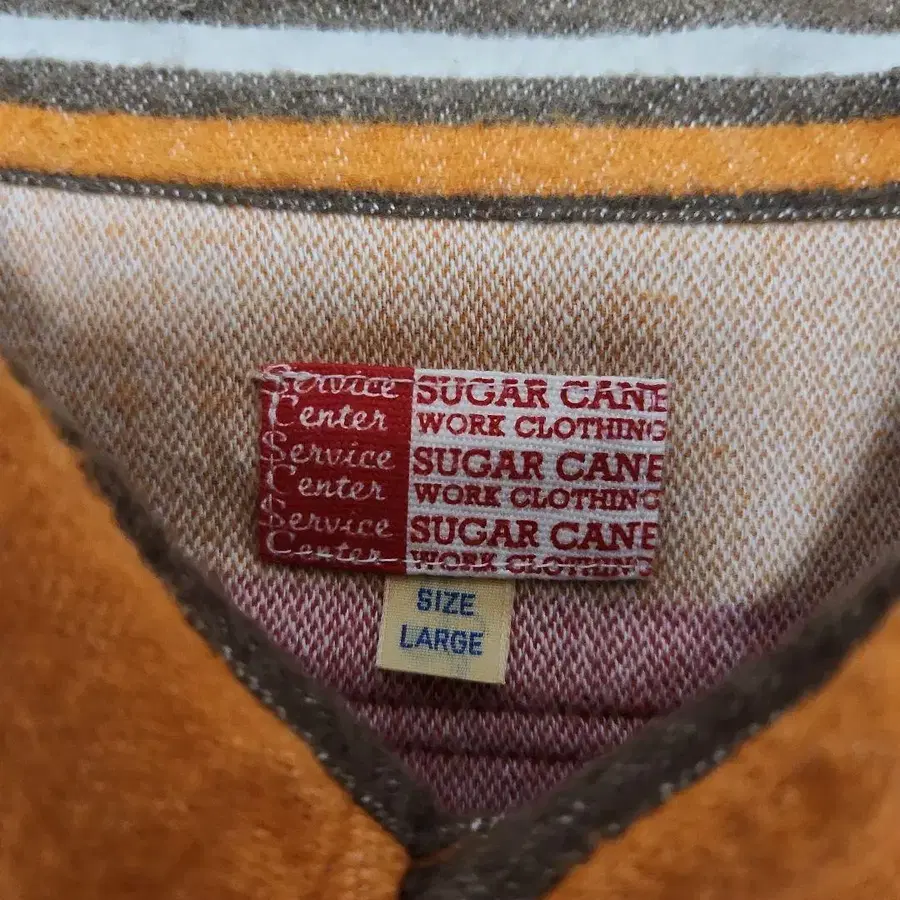 Service
Center
Service
Center
Service
Center
SUGAR CANE
WORK CLOTHING
SUGAR CANE
WORK CLOTHING
SUGAR CANE
WORK CLOTHING
SIZE
LARGE